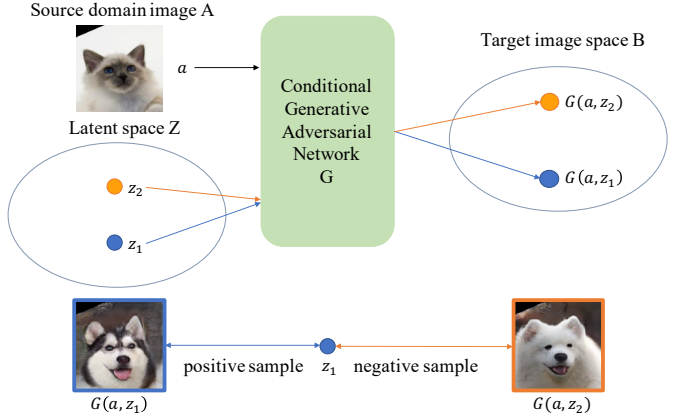 Source domain image A
a
Latent space Z
z₂
z₁
Conditional
Generative
Adversarial
Network
G
Target image space B
G(a, z₂)
G(a, z₁)
positive sample
z₁
negative sample
G(a, z₁)
G(a, z₂)